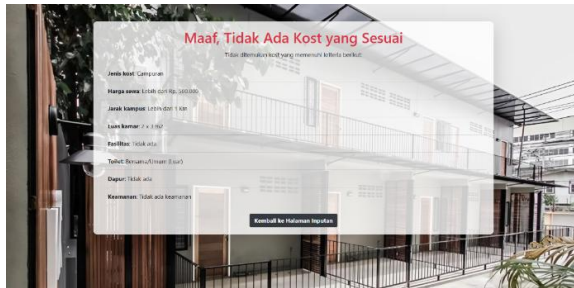 Maaf, Tidak Ada Kost yang Sesuai
Tidak ditemukan kost yang memenuhi kriteria berikut:
Jenis kost: Campuran
Harga sewa: Lebih dari Rp. 500.000
Jarak kampus: Lebih dari 1 Km
Luas kamar: 2 x 3 M2
Fasilitas: Tidak ada
Toilet: Bersama/Umum (Luar)
Dapur: Tidak ada
Keamanan: Tidak ada keamanan
Kembali ke Halaman Inputan